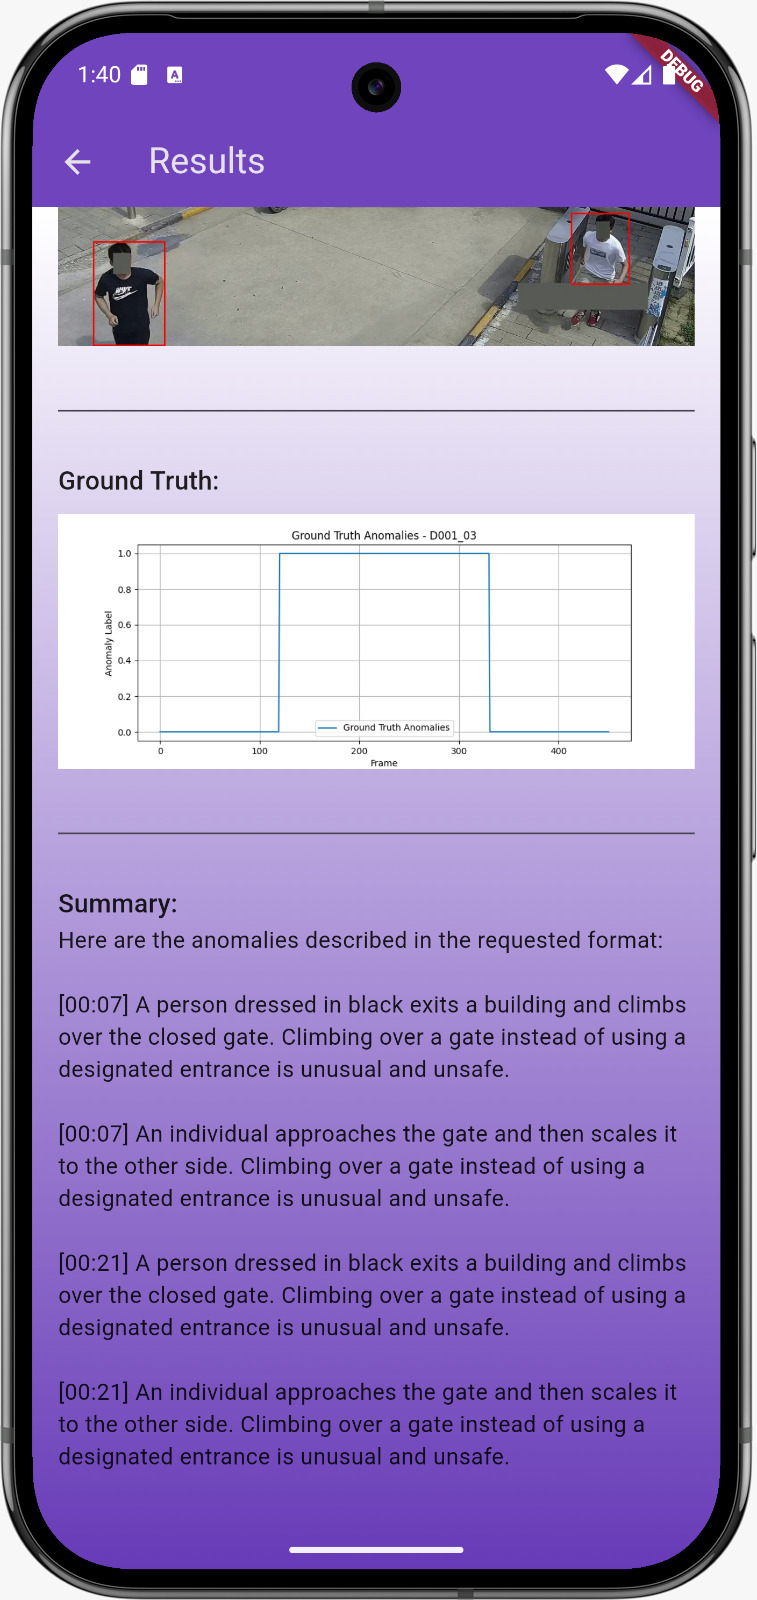 1:40
A
DEBUG
Results
Ground Truth:
Ground Truth Anomalies - D001_03
1.0
0.8
0.6
0.4
0.2
0.0
Anomaly Label
Ground Truth Anomalies
0 100 200 300 400
Frame
Summary:
Here are the anomalies described in the requested format:
[00:07] A person dressed in black exits a building and climbs
over the closed gate. Climbing over a gate instead of using a
designated entrance is unusual and unsafe.
[00:07] An individual approaches the gate and then scales it
to the other side. Climbing over a gate instead of using a
designated entrance is unusual and unsafe.
[00:21] A person dressed in black exits a building and climbs
over the closed gate. Climbing over a gate instead of using a
designated entrance is unusual and unsafe.
[00:21] An individual approaches the gate and then scales it
to the other side. Climbing over a gate instead of using a
designated entrance is unusual and unsafe.